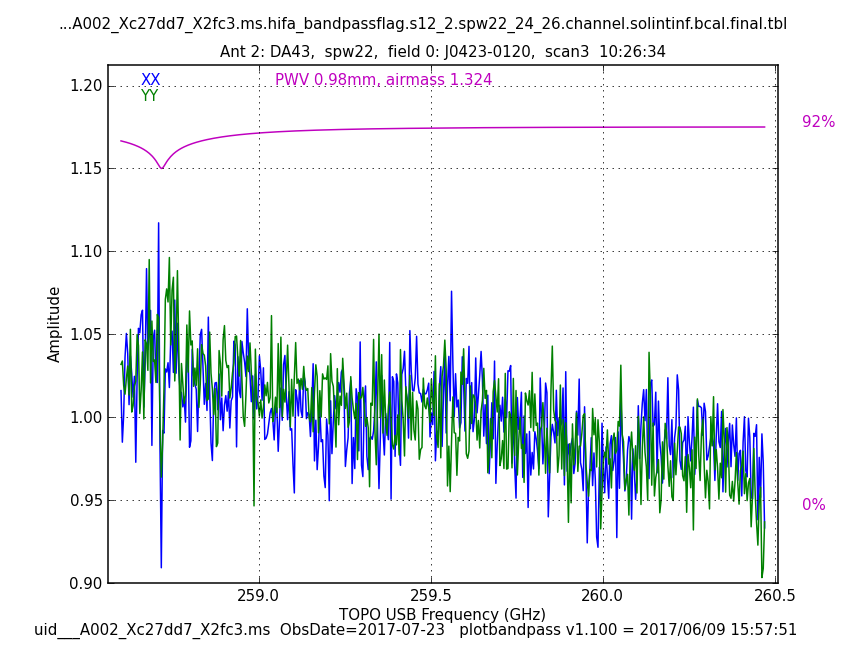 ...A002_Xc27dd7_X2fc3.ms.hifa_bandpassflag.s12_2.spw22_24_26.channel.solintinf.bcal.final.tbl
Ant 2: DA43,  spw22,  field 0: J0423-0120,  scan3  10:26:34
XX
YY
PWV 0.98mm, airmass 1.324
92%
0%
1.20
1.15
1.10
1.05
1.00
0.95
0.90
Amplitude
259.0
259.5
260.0
260.5
TOPO USB Frequency (GHz)
uid___A002_Xc27dd7_X2fc3.ms  ObsDate=2017-07-23   plotbandpass v1.100 = 2017/06/09 15:57:51